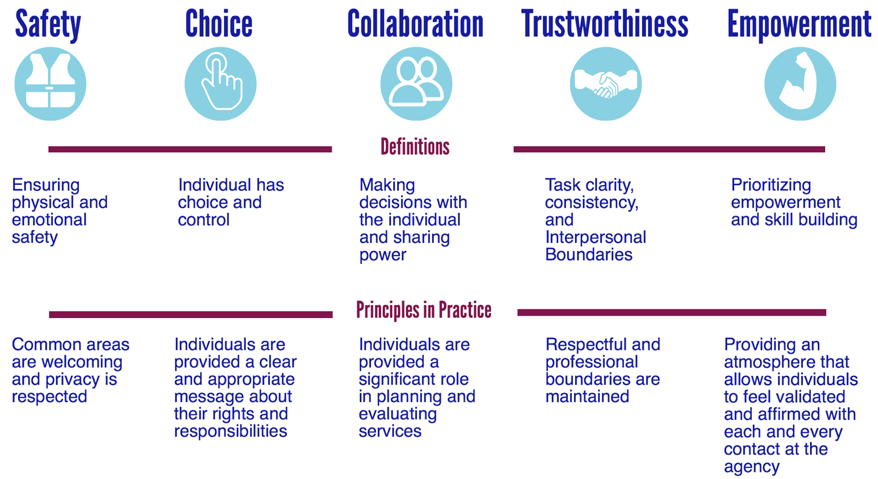 Safety
Choice
Collaboration
Trustworthiness
Empowerment
Definitions
Ensuring
physical and
emotional
safety
Individual has
choice and
control
Making
decisions with
the individual
and sharing
power
Task clarity,
consistency,
and
Interpersonal
Boundaries
Prioritizing
empowerment
and skill building
Principles in Practice
Common areas
are welcoming
and privacy is
respected
Individuals are
provided a clear
and appropriate
message about
their rights and
responsibilities
Individuals are
provided a
significant role
in planning and
evaluating
services
Respectful and
professional
boundaries are
maintained
Providing an
atmosphere that
allows individuals
to feel validated
and affirmed with
each and every
contact at the
agency